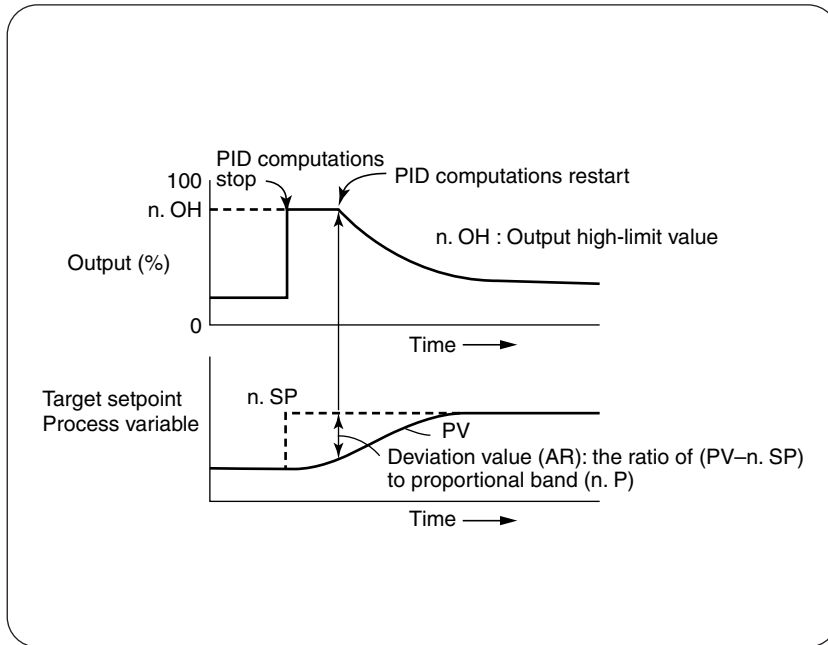 PID computations
stop
100
PID computations restart
n. OH
n. OH : Output high-limit value
Output (%)
0
Time
Target setpoint
Process variable
n. SP
PV
Deviation value (AR): the ratio of (PV–n. SP)
to proportional band (n. P)
Time